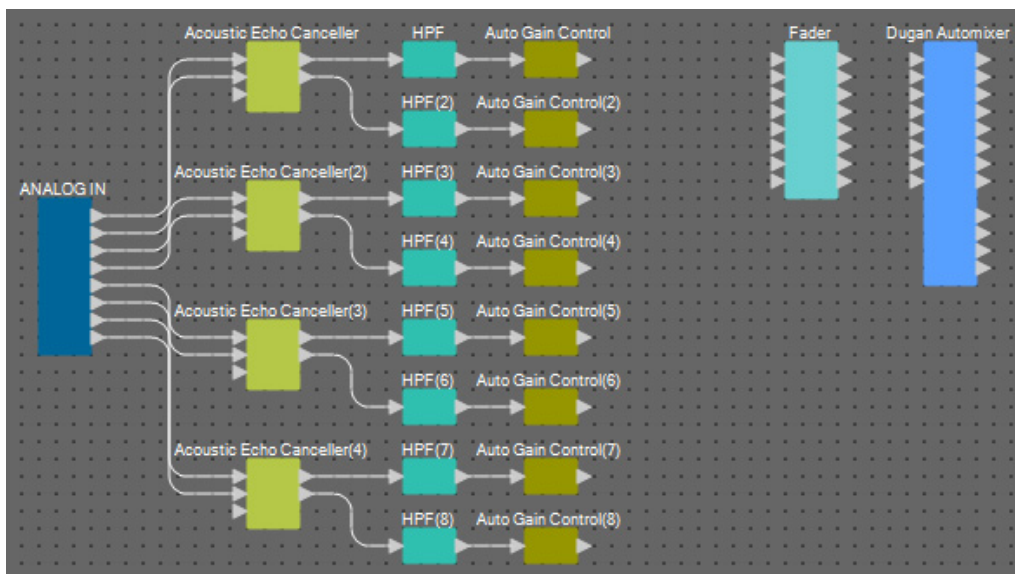 Acoustic Echo Canceller HPF Auto Gain Control Fader Dugan Automixer
HPF(2) Auto Gain Control(2)
Acoustic Echo Canceller(2) HPF(3) Auto Gain Control(3)
ANALOG IN
HPF(4) Auto Gain Control(4)
Acoustic Echo Canceller(3) HPF(5) Auto Gain Control(5)
HPF(6) Auto Gain Control(6)
Acoustic Echo Canceller(4) HPF(7) Auto Gain Control(7)
HPF(8) Auto Gain Control(8)